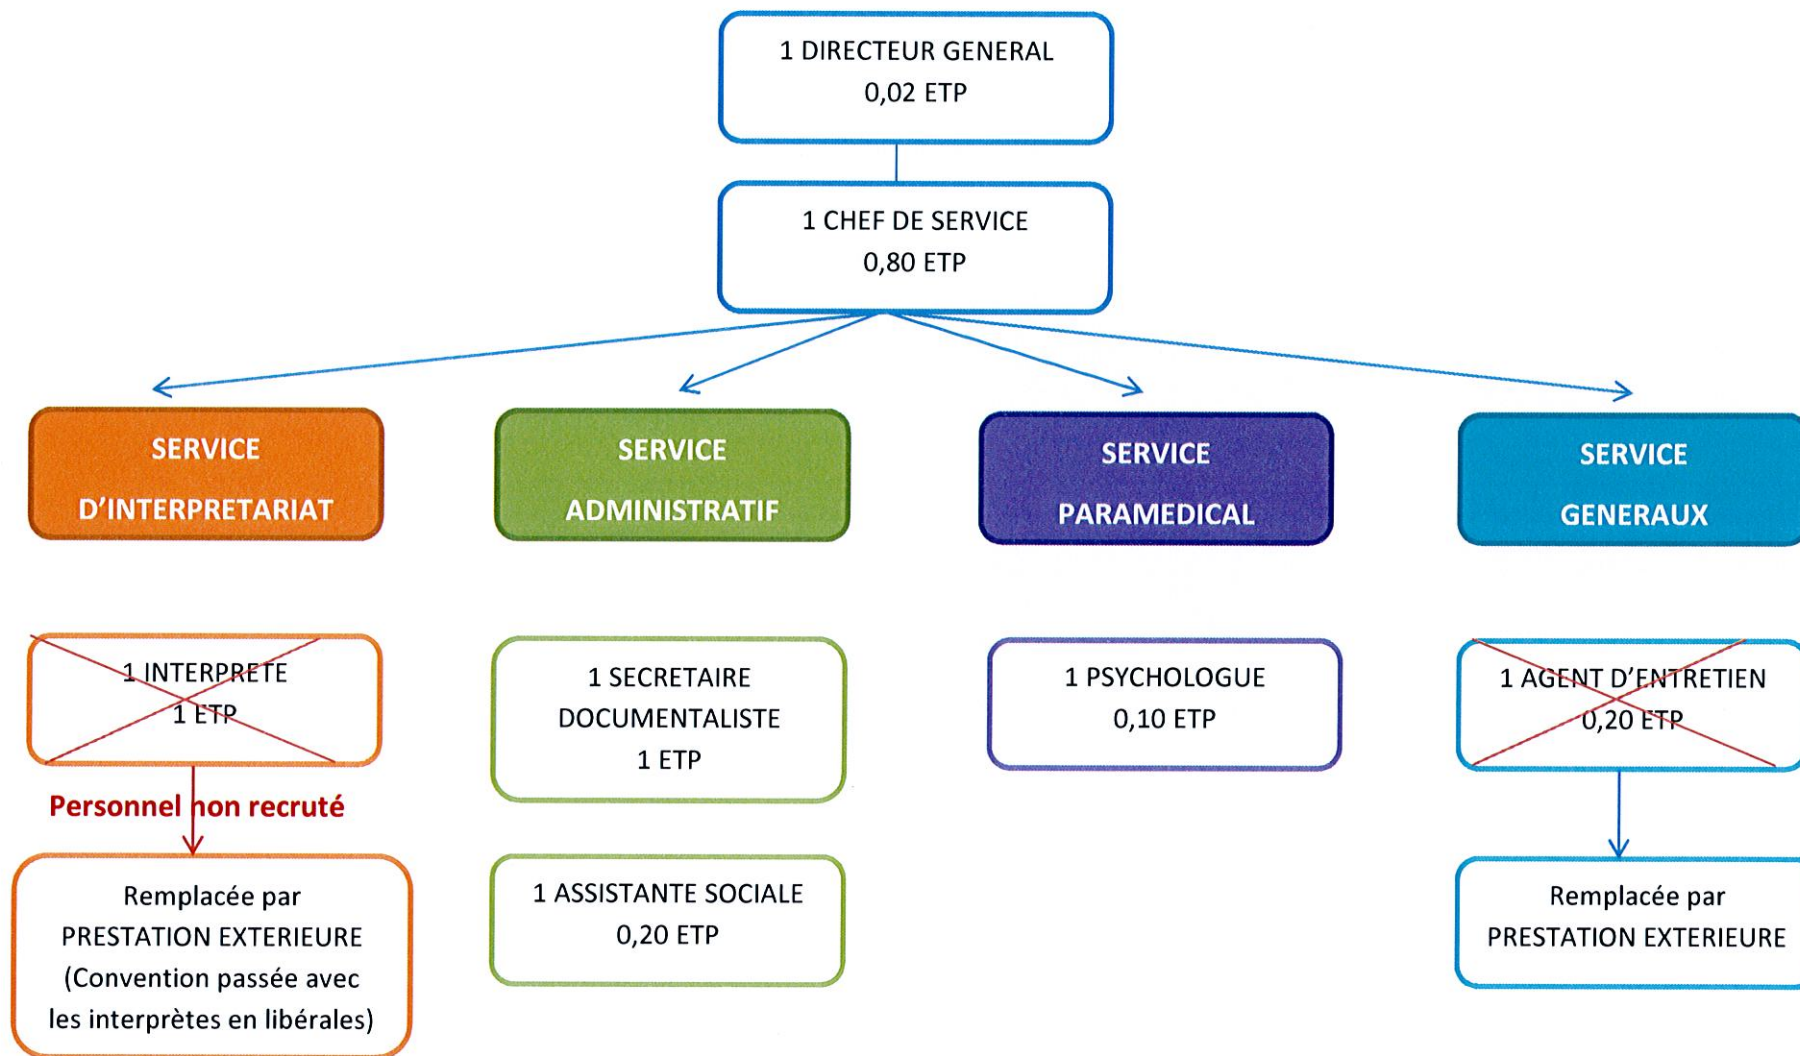 1 DIRECTEUR GENERAL
0,02 ETP
1 CHEF DE SERVICE
0,80 ETP
SERVICE
D'INTERPRETARIAT
SERVICE
ADMINISTRATIF
SERVICE
PARAMEDICAL
SERVICE
GENERAUX
1 INTERPRETE
1 ETP
Personnel non recruté
Remplacée par
PRESTATION EXTERIEURE
(Convention passée avec
les interprètes en libérales)
1 SECRETAIRE
DOCUMENTALISTE
1 ETP
1 ASSISTANTE SOCIALE
0,20 ETP
1 PSYCHOLOGUE
0,10 ETP
1 AGENT D'ENTRETIEN
0,20 ETP
Remplacée par
PRESTATION EXTERIEURE